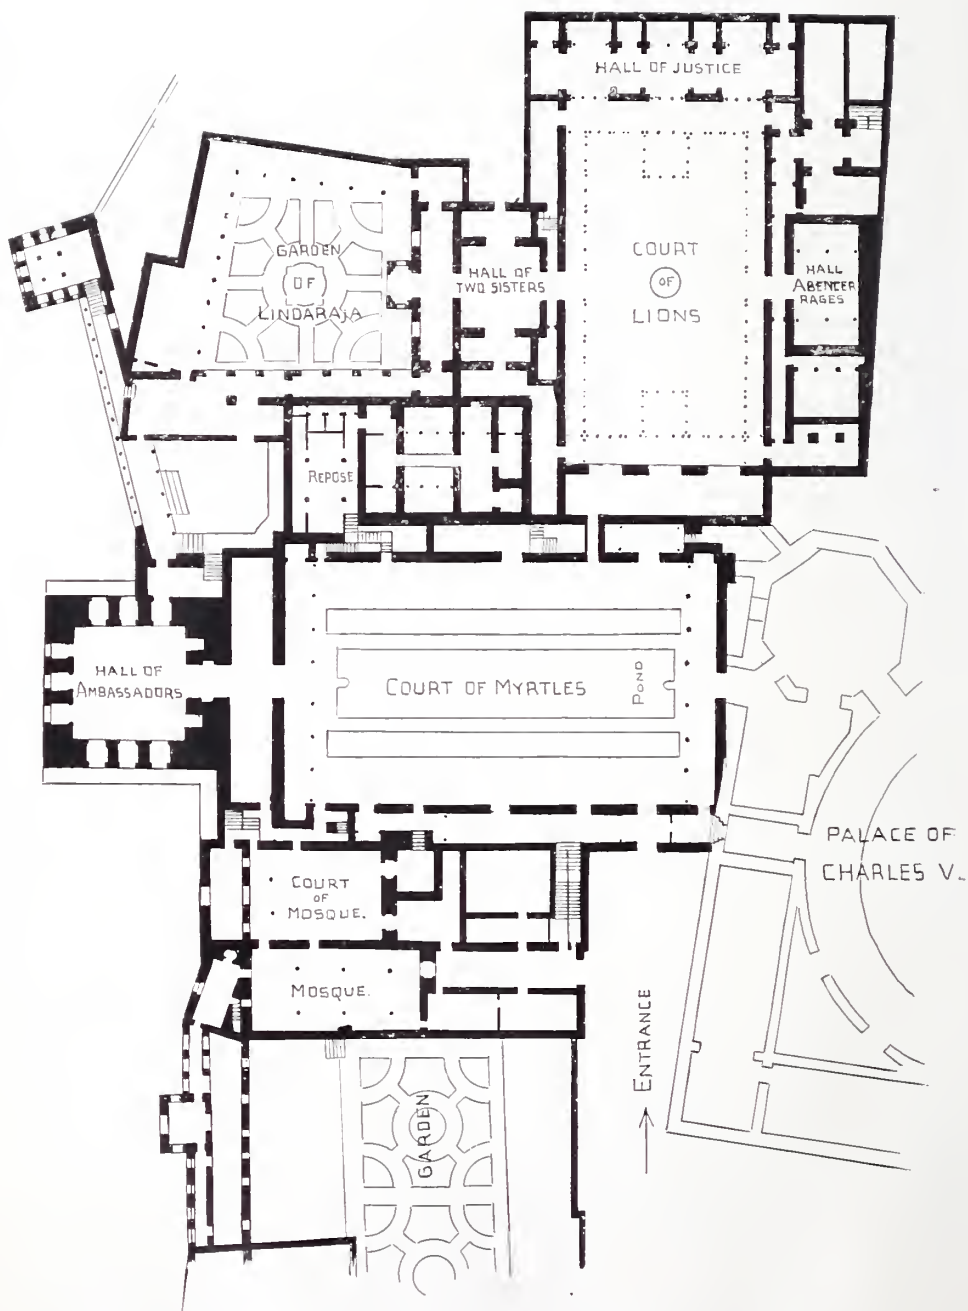 HALL OF JUSTICE
GARDEN
OF
LINDARAJA
HALL OF
TWO SISTERS
COURT
OF
LIONS
HALL
ABENCER
RAGES
REPOSE
HALL OF
AMBASSADORS
COURT OF MYRTLES
POND
PALACE OF
CHARLES V.
COURT
OF
MOSQUE.
MOSQUE.
ENTRANCE
GARDEN